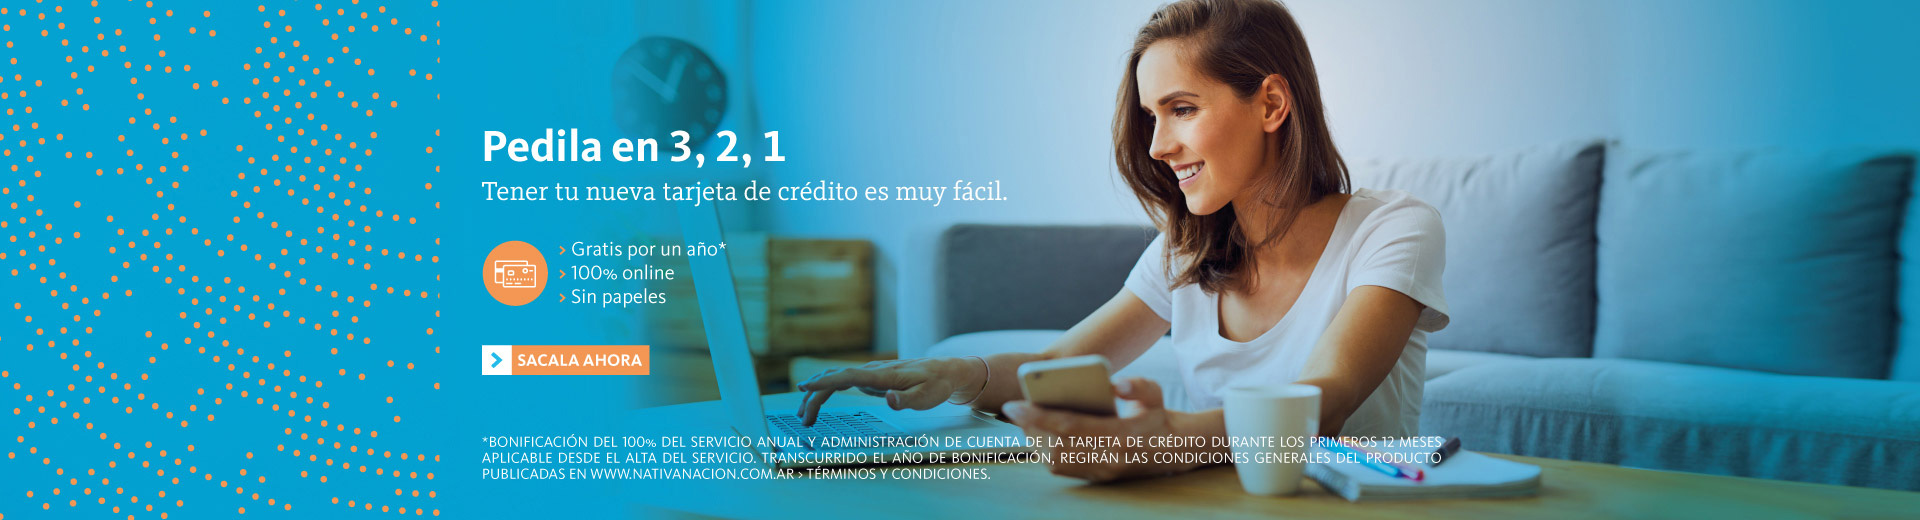 Pedila en 3, 2, 1
Tener tu nueva tarjeta de crédito es muy fácil.
> Gratis por un año*
> 100% online
> Sin papeles
> SACALA AHORA
*BONIFICACIÓN DEL 100% DEL SERVICIO ANUAL Y ADMINISTRACIÓN DE CUENTA DE LA TARJETA DE CRÉDITO DURANTE LOS PRIMEROS 12 MESES
APLICABLE DESDE EL ALTA DEL SERVICIO. TRANSCURRIDO EL AÑO DE BONIFICACIÓN, REGIRÁN LAS CONDICIONES GENERALES DEL PRODUCTO
PUBLICADAS EN WWW.NATIVANACION.COM.AR > TÉRMINOS Y CONDICIONES.